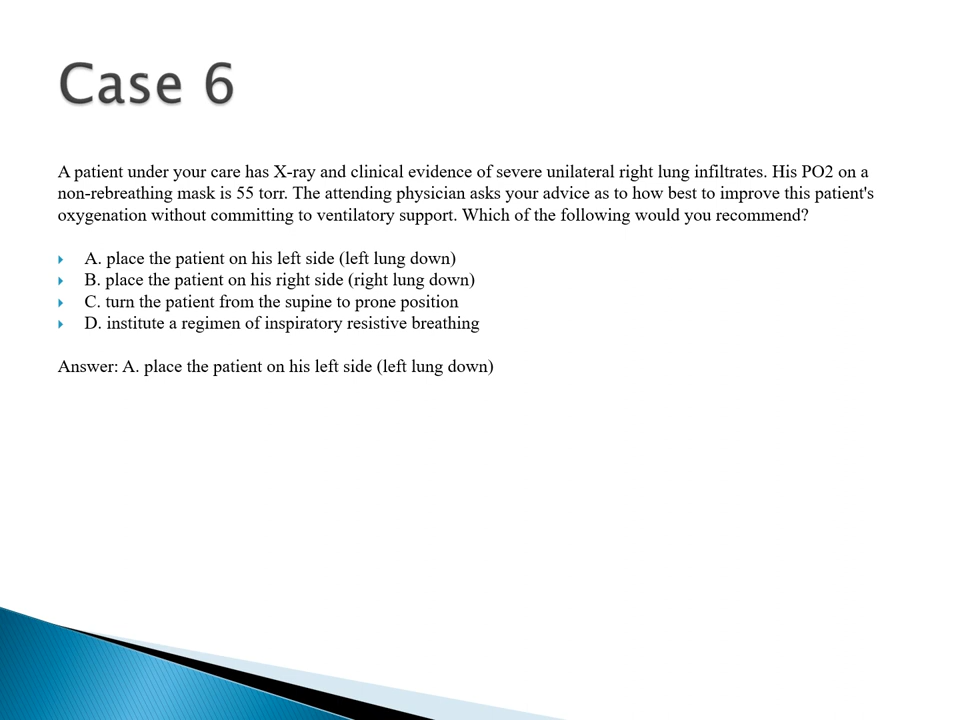 Case 6
A patient under your care has X-ray and clinical evidence of severe unilateral right lung infiltrates. His PO2 on a
non-rebreathing mask is 55 torr. The attending physician asks your advice as to how best to improve this patient's
oxygenation without committing to ventilatory support. Which of the following would you recommend?
A. place the patient on his left side (left lung down)
B. place the patient on his right side (right lung down)
C. turn the patient from the supine to prone position
D. institute a regimen of inspiratory resistive breathing
Answer: A. place the patient on his left side (left lung down)